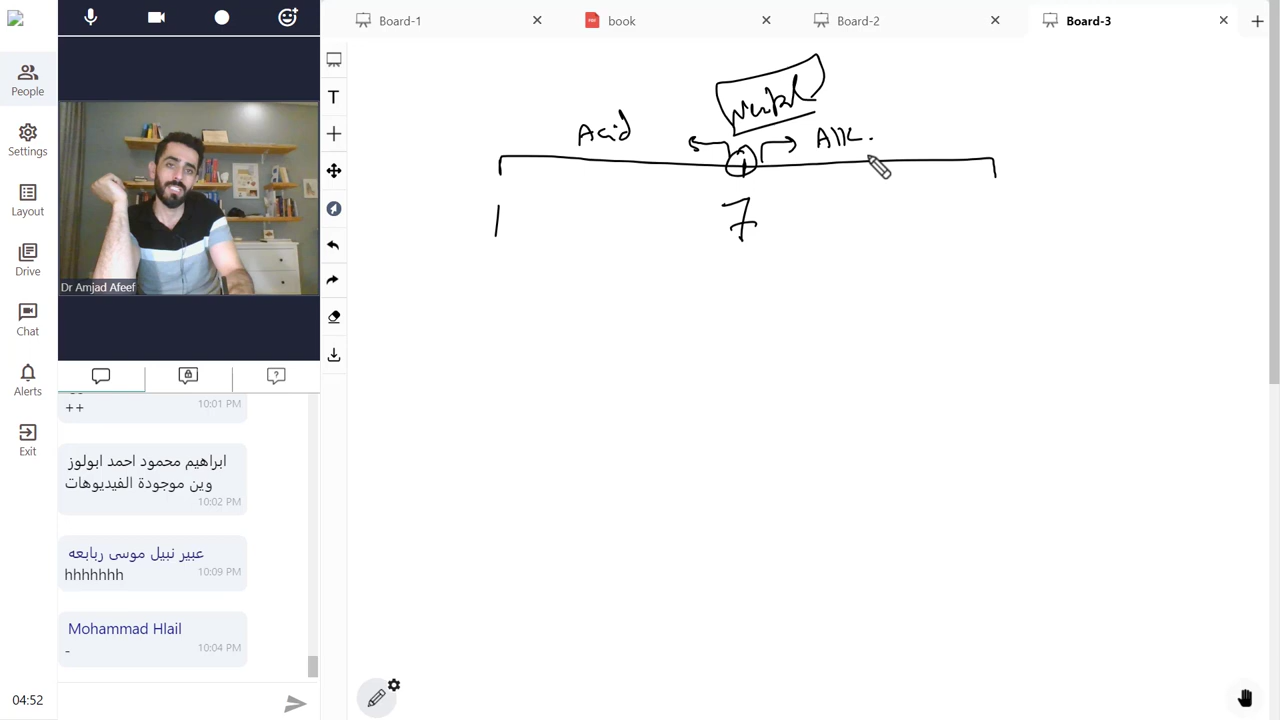 Board-1
book
Board-2
Board-3
People
Settings
Layout
Drive
Chat
Alerts
Exit
04:52
Dr Amjad Afeef
++
10:01 PM
ابراهيم محمود احمد ابولوز
وين موجودة الفيديوهات
10:02 PM
عبير نبيل موسى ربابعه
hhhhhhh
10:09 PM
Mohammad Hlail
-
10:04 PM
T
Acid
Alk.
1
7